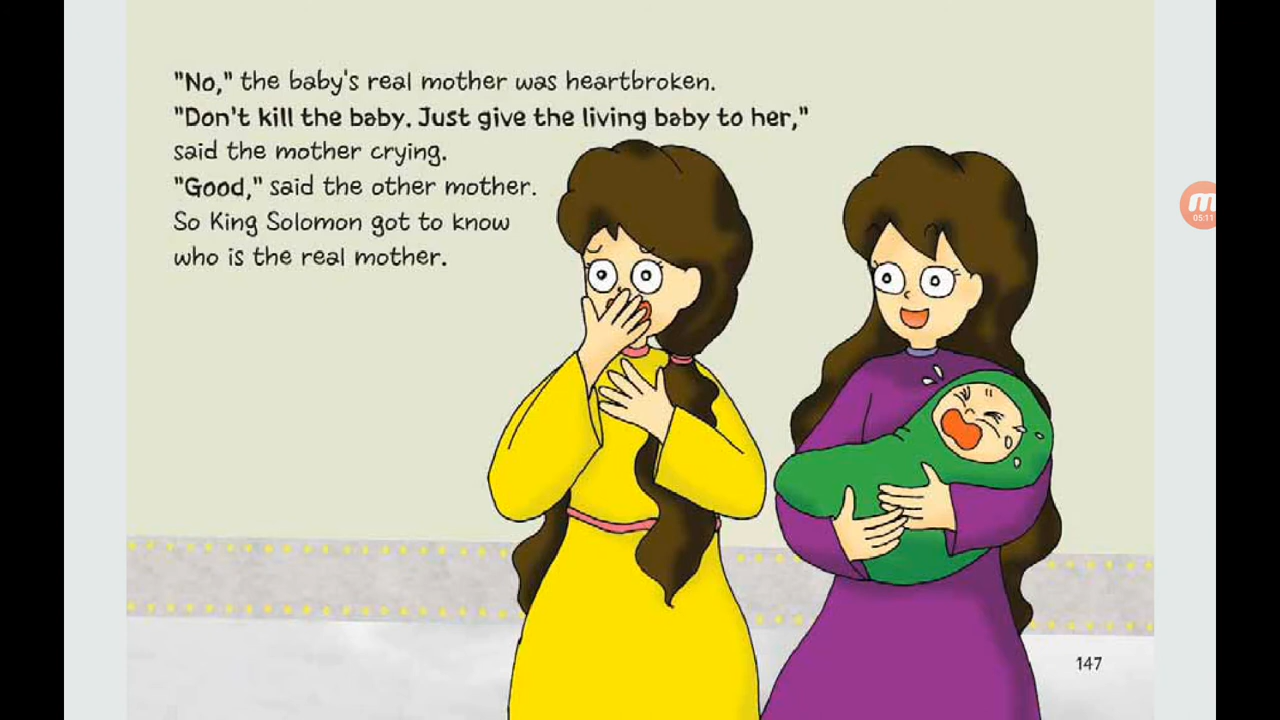 "No," the baby's real mother was heartbroken.
"Don't kill the baby. Just give the living baby to her,"
said the mother crying.
"Good," said the other mother.
So King Solomon got to know
who is the real mother.
147
05:11